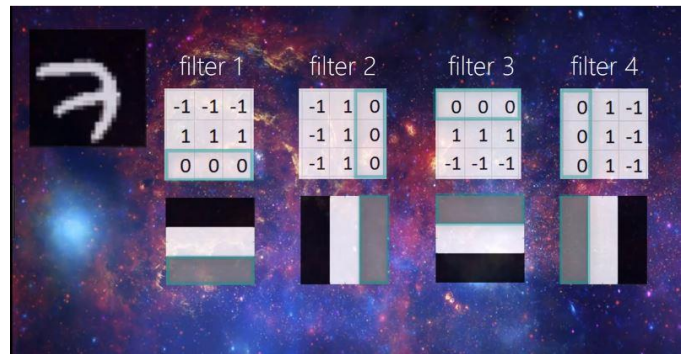 filter 1 filter 2 filter 3 filter 4
-1 -1 -1 -1 1 0 0 0 0 0 1 -1
1 1 1 -1 1 0 1 1 1 0 1 -1
0 0 0 -1 1 0 -1 -1 -1 0 1 -1